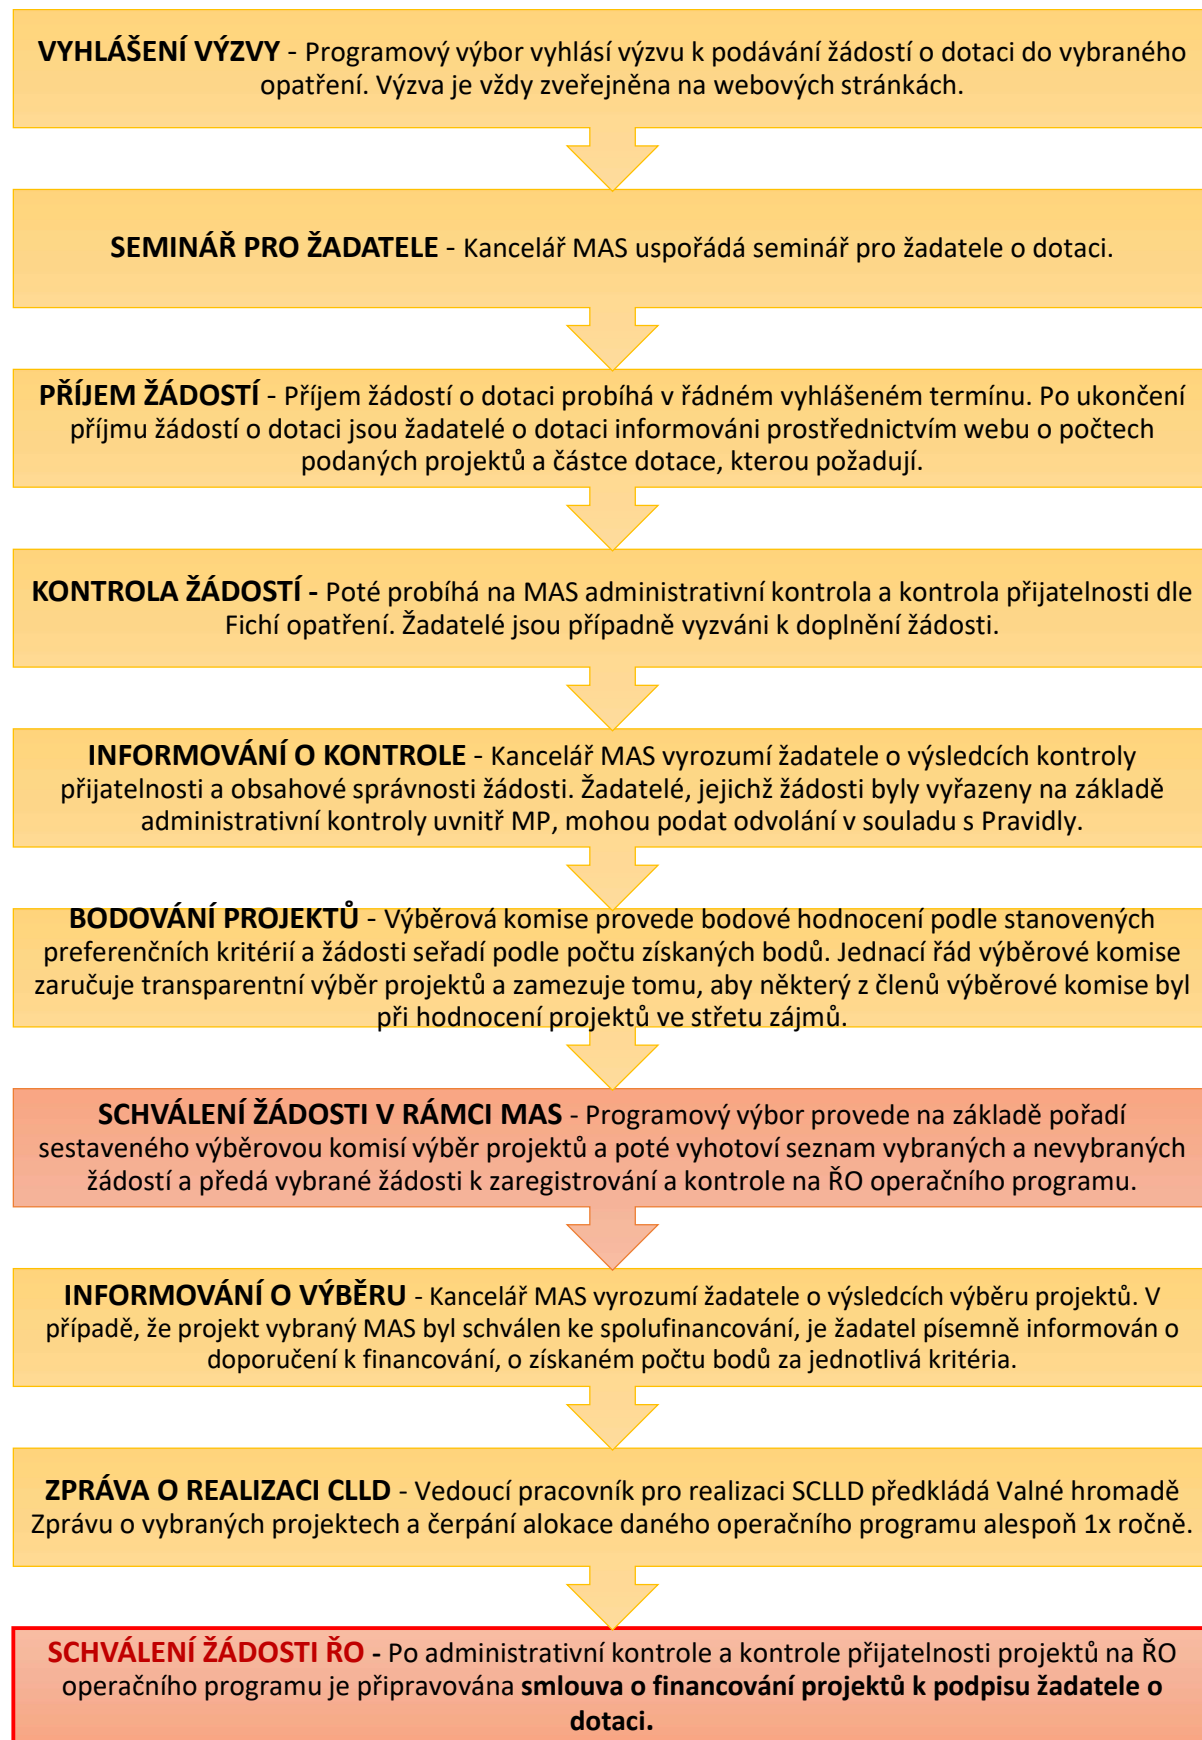 VYHLÁŠENÍ VÝZVY - Programový výbor vyhlásí výzvu k podávání žádostí o dotaci do vybraného
opatření. Výzva je vždy zveřejněna na webových stránkách.
SEMINÁŘ PRO ŽADATELE - Kancelář MAS uspořádá seminář pro žadatele o dotaci.
PŘÍJEM ŽÁDOSTÍ - Příjem žádostí o dotaci probíhá v řádném vyhlášeném termínu. Po ukončení
příjmu žádostí o dotaci jsou žadatelé o dotaci informováni prostřednictvím webu o počtech
podaných projektů a částce dotace, kterou požadují.
KONTROLA ŽÁDOSTÍ - Poté probíhá na MAS administrativní kontrola a kontrola přijatelnosti dle
Fichí opatření. Žadatelé jsou případně vyzváni k doplnění žádosti.
INFORMOVÁNÍ O KONTROLE - Kancelář MAS vyrozumí žadatele o výsledcích kontroly
přijatelnosti a obsahové správnosti žádosti. Žadatelé, jejichž žádosti byly vyřazeny na základě
administrativní kontroly uvnitř MP, mohou podat odvolání v souladu s Pravidly.
BODOVÁNÍ PROJEKTŮ - Výběrová komise provede bodové hodnocení podle stanovených
preferenčních kritérií a žádosti seřadí podle počtu získaných bodů. Jednací řád výběrové komise
zaručuje transparentní výběr projektů a zamezuje tomu, aby některý z členů výběrové komise byl
při hodnocení projektů ve střetu zájmů.
SCHVÁLENÍ ŽÁDOSTI V RÁMCI MAS - Programový výbor provede na základě pořadí
sestaveného výběrovou komisí výběr projektů a poté vyhotoví seznam vybraných a nevybraných
žádostí a předá vybrané žádosti k zaregistrování a kontrole na ŘO operačního programu.
INFORMOVÁNÍ O VÝBĚRU - Kancelář MAS vyrozumí žadatele o výsledcích výběru projektů. V
případě, že projekt vybraný MAS byl schválen ke spolufinancování, je žadatel písemně informován o
doporučení k financování, o získaném počtu bodů za jednotlivá kritéria.
ZPRÁVA O REALIZACI CLLD - Vedoucí pracovník pro realizaci SCLLD předkládá Valné hromadě
Zprávu o vybraných projektech a čerpání alokace daného operačního programu alespoň 1x ročně.
SCHVÁLENÍ ŽÁDOSTI ŘO - Po administrativní kontrole a kontrole přijatelnosti projektů na ŘO
operačního programu je připravována smlouva o financování projektů k podpisu žadatele o
dotaci.